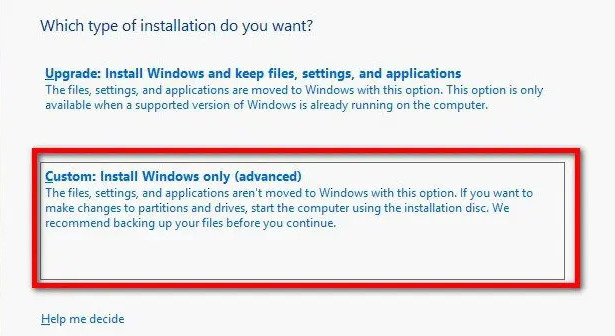 Which type of installation do you want?
Upgrade: Install Windows and keep files, settings, and applications
The files, settings, and applications are moved to Windows with this option. This option is only
available when a supported version of Windows is already running on the computer.
Custom: Install Windows only (advanced)
The files, settings, and applications aren't moved to Windows with this option. If you want to
make changes to partitions and drives, start the computer using the installation disc. We
recommend backing up your files before you continue.
Help me decide